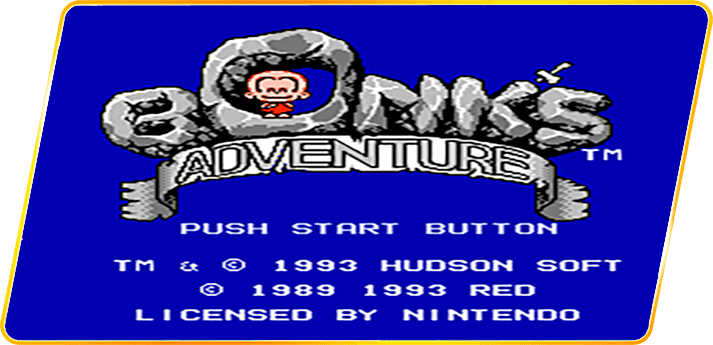 BONK'S
ADVENTURE
TM
PUSH START BUTTON
TM & © 1993 HUDSON SOFT
© 1989 1993 RED
LICENSED BY NINTENDO